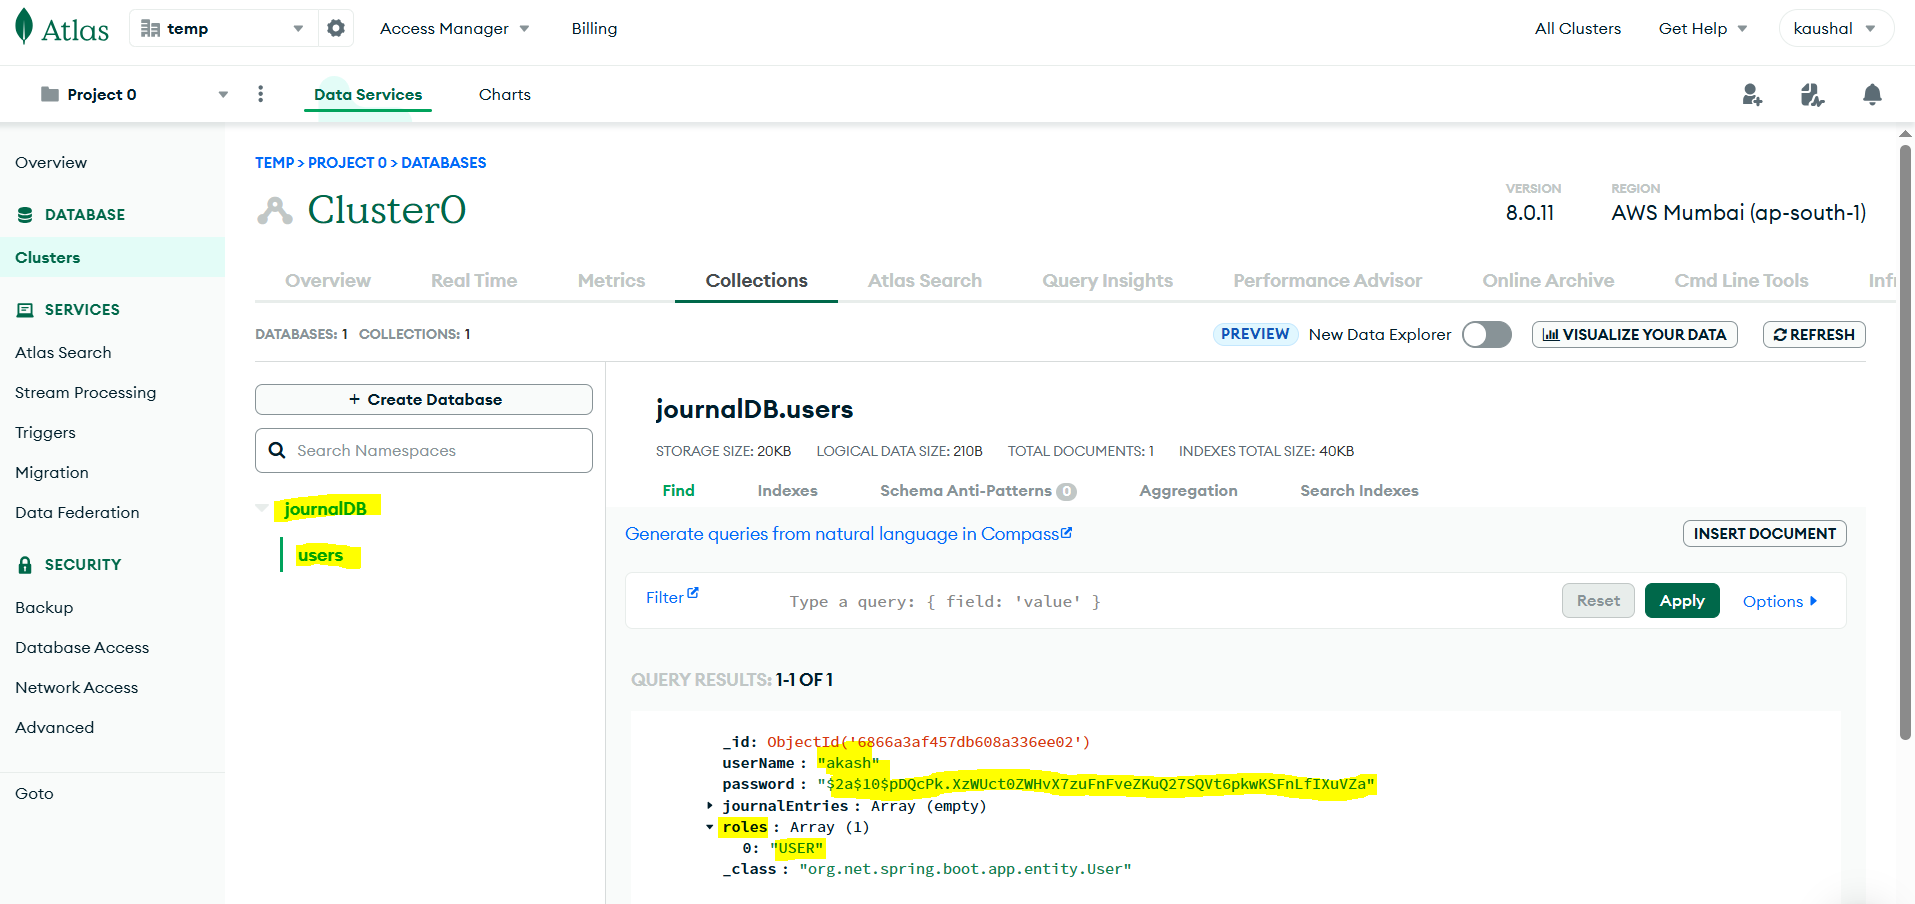 Atlas temp Access Manager Billing All Clusters Get Help kaushal
Project 0 Data Services Charts
Overview
DATABASE
Clusters
SERVICES
Atlas Search
Stream Processing
Triggers
Migration
Data Federation
SECURITY
Backup
Database Access
Network Access
Advanced
Goto
TEMP > PROJECT 0 > DATABASES
Cluster0
VERSION
8.0.11
REGION
AWS Mumbai (ap-south-1)
Overview Real Time Metrics Collections Atlas Search Query Insights Performance Advisor Online Archive Cmd Line Tools Infr
DATABASES: 1 COLLECTIONS: 1 PREVIEW New Data Explorer VISUALIZE YOUR DATA REFRESH
+ Create Database
Search Namespaces
journalDB
users
journalDB.users
STORAGE SIZE: 20KB LOGICAL DATA SIZE: 210B TOTAL DOCUMENTS: 1 INDEXES TOTAL SIZE: 40KB
Find Indexes Schema Anti-Patterns 0 Aggregation Search Indexes
Generate queries from natural language in Compass INSERT DOCUMENT
Filter Type a query: { field: 'value' } Reset Apply Options
QUERY RESULTS: 1-1 OF 1
_id: ObjectId('6866a3af457db608a336ee02')
userName : "akash"
password : "$2a$10$pDQcPk.XzWUct0ZWHvX7zuFnFveZKuQ27SQVt6pkwKSFnLfIXuVZa"
journalEntries : Array (empty)
roles : Array (1)
0: "USER"
_class : "org.net.spring.boot.app.entity.User"